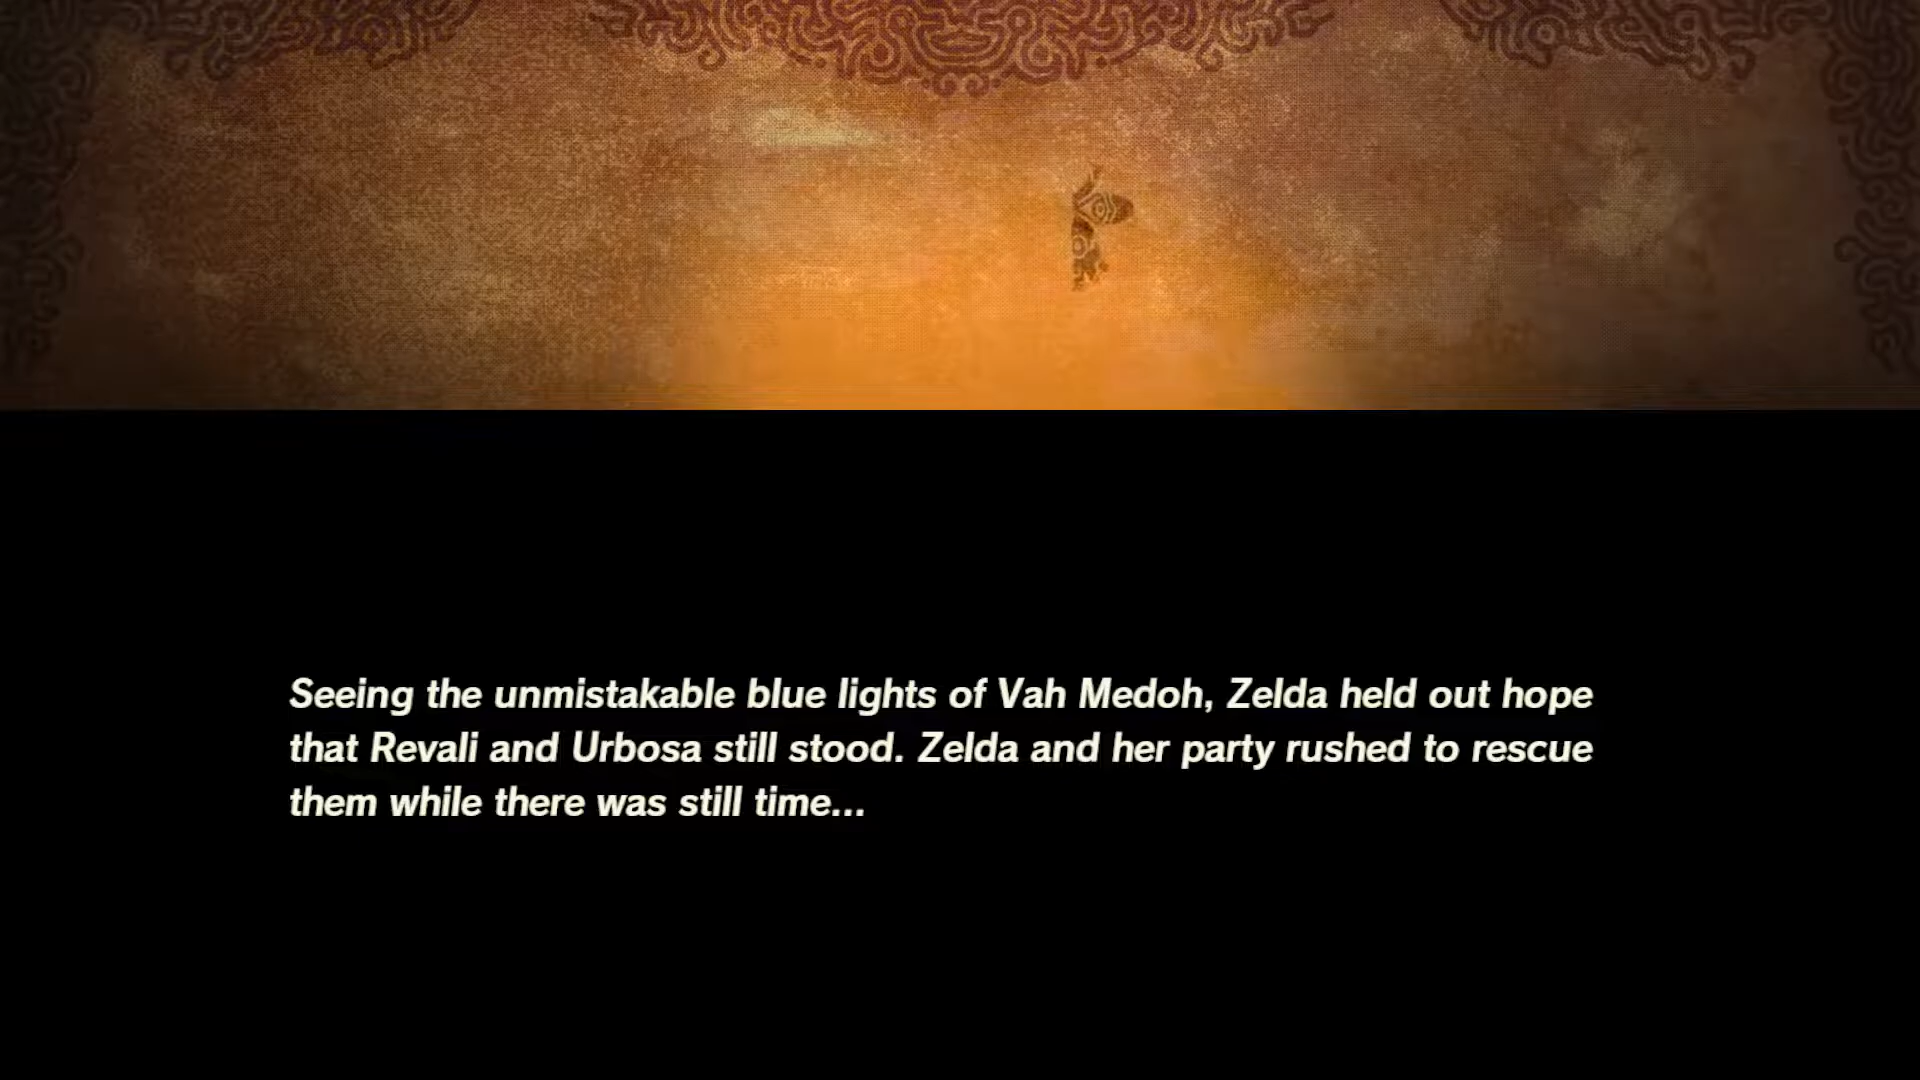 Seeing the unmistakable blue lights of Vah Medoh, Zelda held out hope
that Revali and Urbosa still stood. Zelda and her party rushed to rescue
them while there was still time...